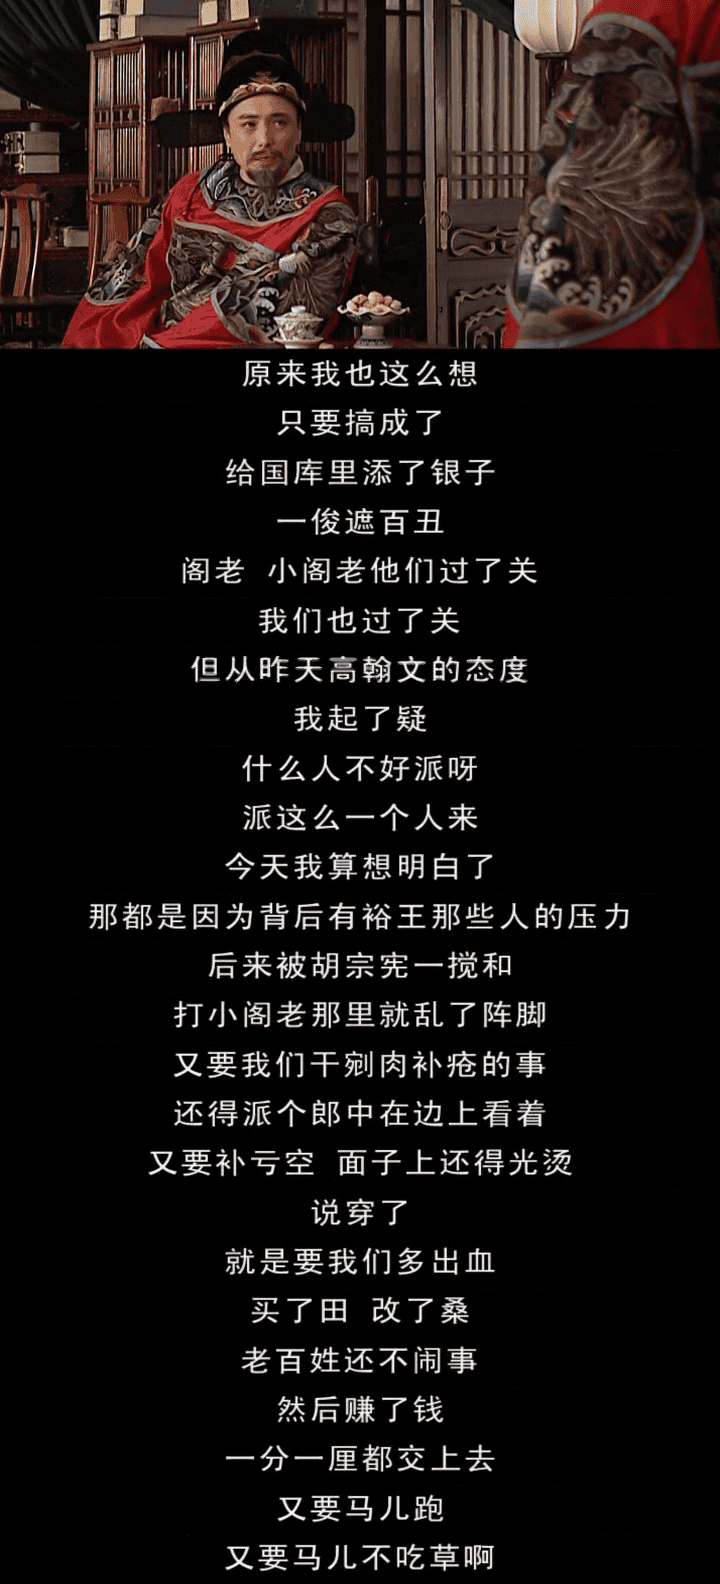 原来我也这么想
只要搞成了
给国库里添了银子
一俊遮百丑
阁老 小阁老他们过了关
我们也过了关
但从昨天高翰文的态度
我起了疑
什么人不好派呀
派这么一个人来
今天我算想明白了
那都是因为背后有裕王那些人的压力
后来被胡宗宪一搅和
打小阁老那里就乱了阵脚
又要我们干剜肉补疮的事
还得派个郎中在边上看着
又要补亏空 面子上还得光烫
说穿了
就是要我们多出血
买了田 改了桑
老百姓还不闹事
然后赚了钱
一分一厘都交上去
又要马儿跑
又要马儿不吃草啊